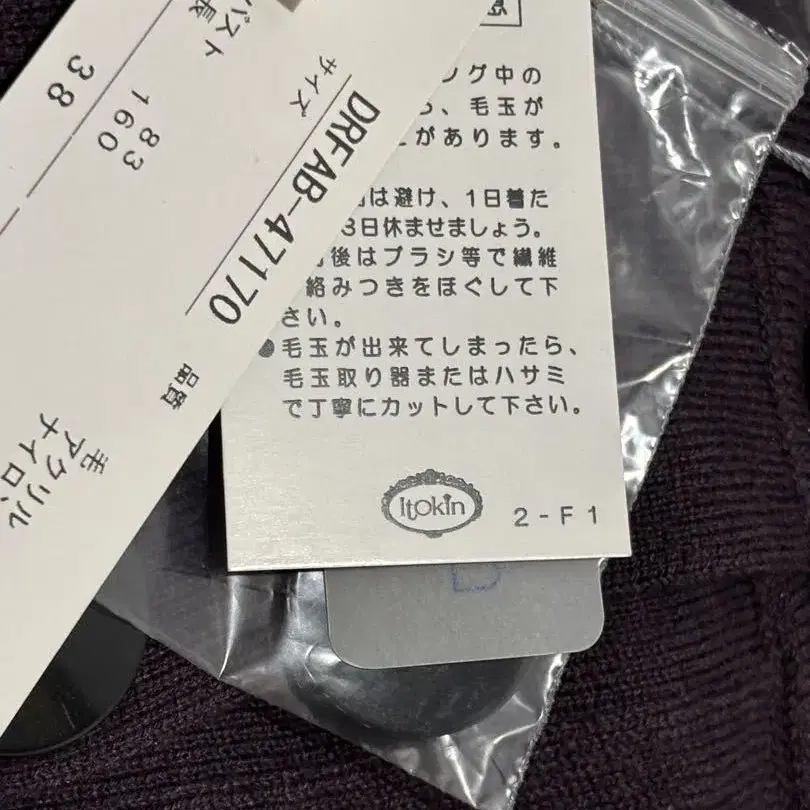 バスト
長
サイズ
83
160
38
DRFAB-47170
品質
毛
アクリル
ナイロン
ング中の
ら、毛玉が
とがあります。
は避け、1日着た
3日休ませましょう。
後はブラシ等で繊維
絡みつきをほぐして下
さい。
●毛玉が出来てしまったら、
毛玉取り器またはハサミ
で丁寧にカットして下さい。
Itokin
2-F1